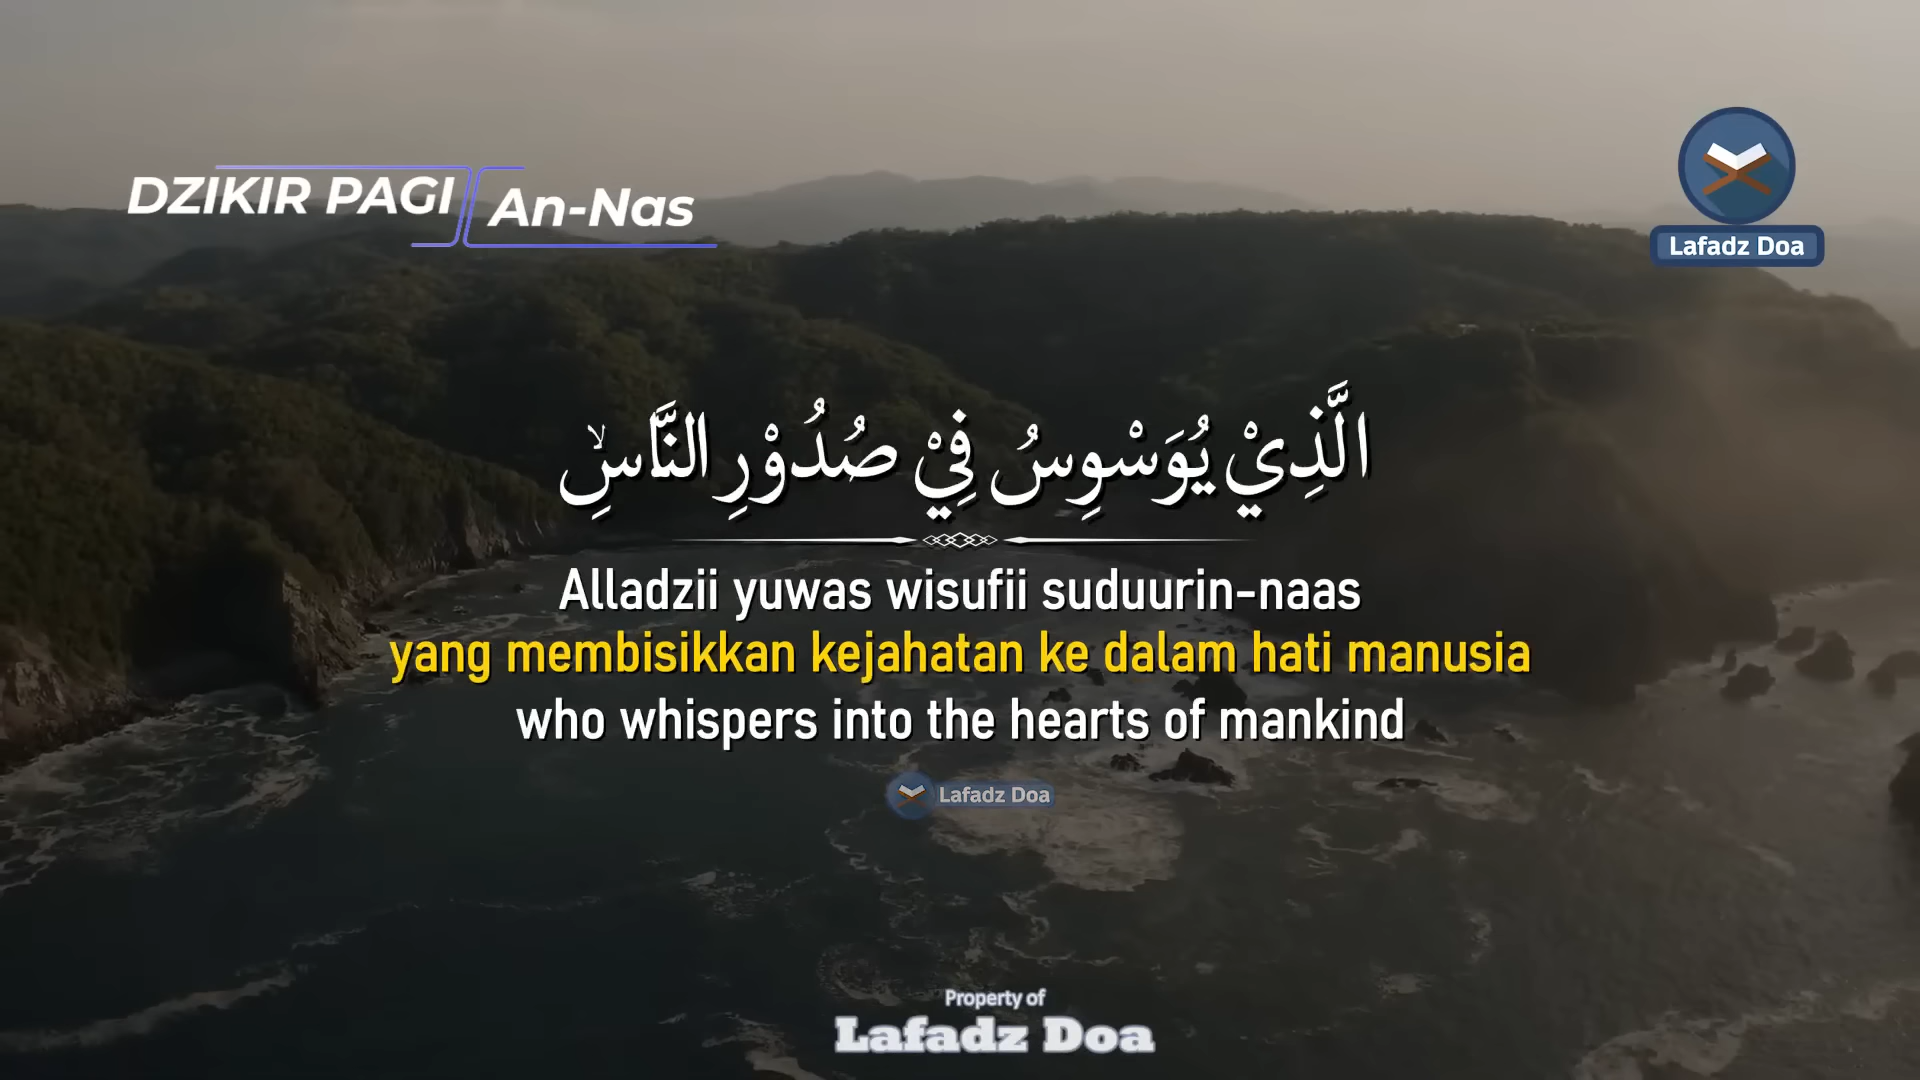 DZIKIR PAGI
An-Nas
Lafadz Doa
الَّذِيْ يُوَسْوِسُ فِيْ صُدُوْرِ النَّاسِۙ
Alladzii yuwas wisufii suduurin-naas
yang membisikkan kejahatan ke dalam hati manusia
who whispers into the hearts of mankind
Lafadz Doa
Property of
Lafadz Doa